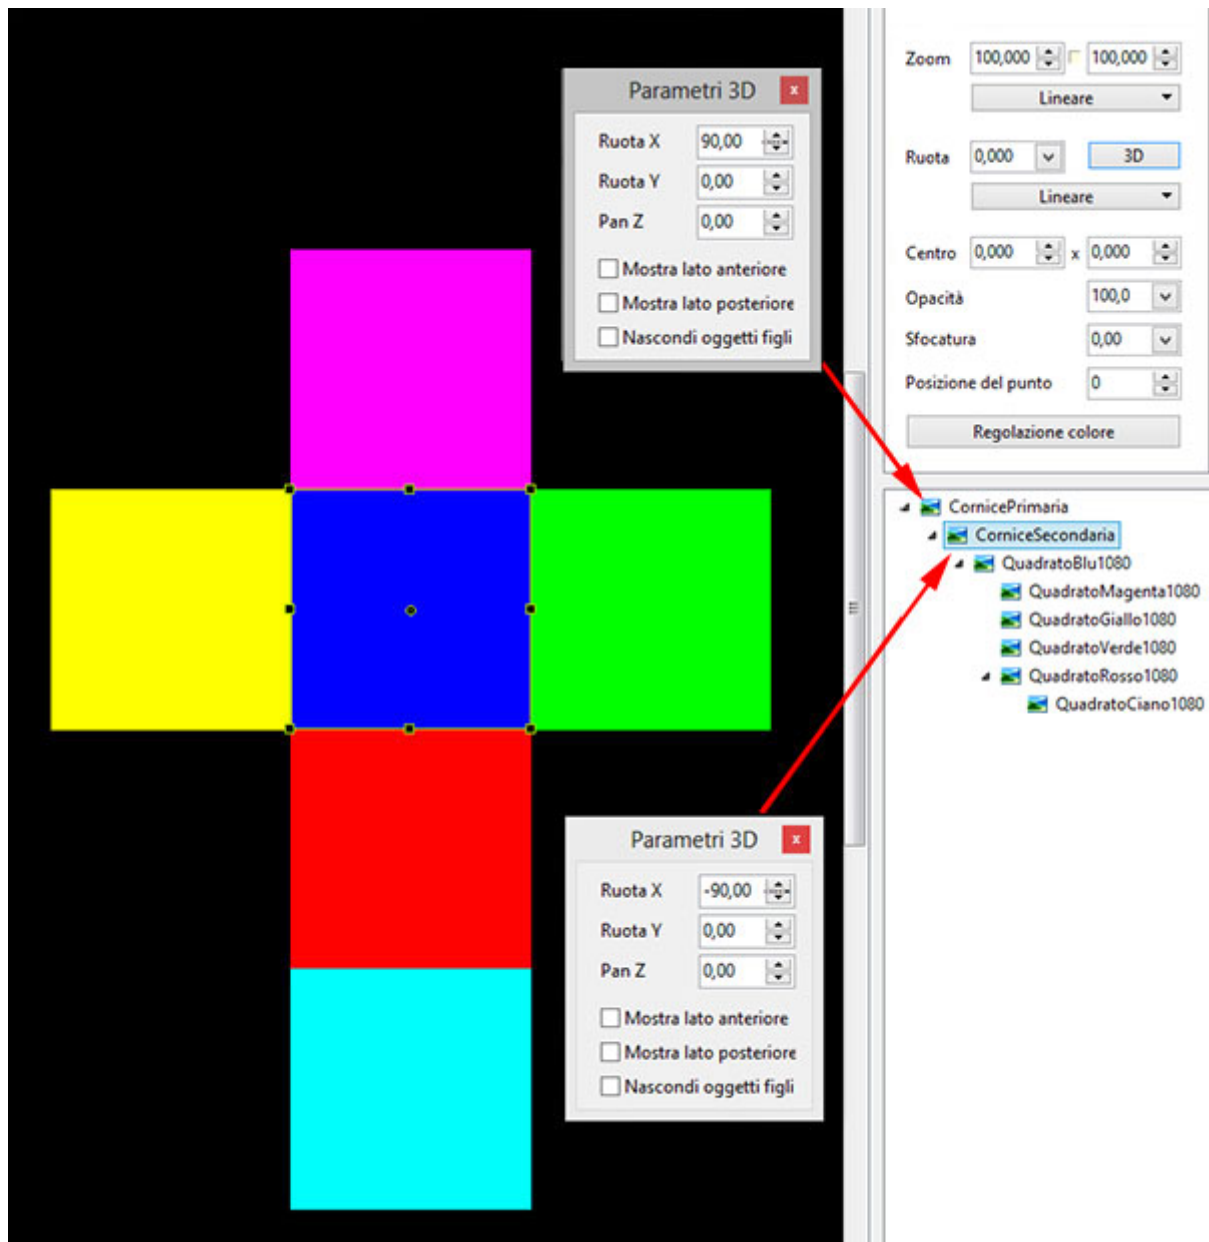 Zoom 100,000 100,000
Lineare
Ruota 0,000 3D
Lineare
Centro 0,000 x 0,000
Opacità 100,0
Sfocatura 0,00
Posizione del punto 0
Regolazione colore
Parametri 3D x
Ruota X 90,00
Ruota Y 0,00
Pan Z 0,00
Mostra lato anteriore
Mostra lato posteriore
Nascondi oggetti figli
CornicePrimaria
CorniceSecondaria
QuadratoBlu1080
QuadratoMagenta1080
QuadratoGiallo1080
QuadratoVerde1080
QuadratoRosso1080
QuadratoCiano1080
Parametri 3D x
Ruota X -90,00
Ruota Y 0,00
Pan Z 0,00
Mostra lato anteriore
Mostra lato posteriore
Nascondi oggetti figli